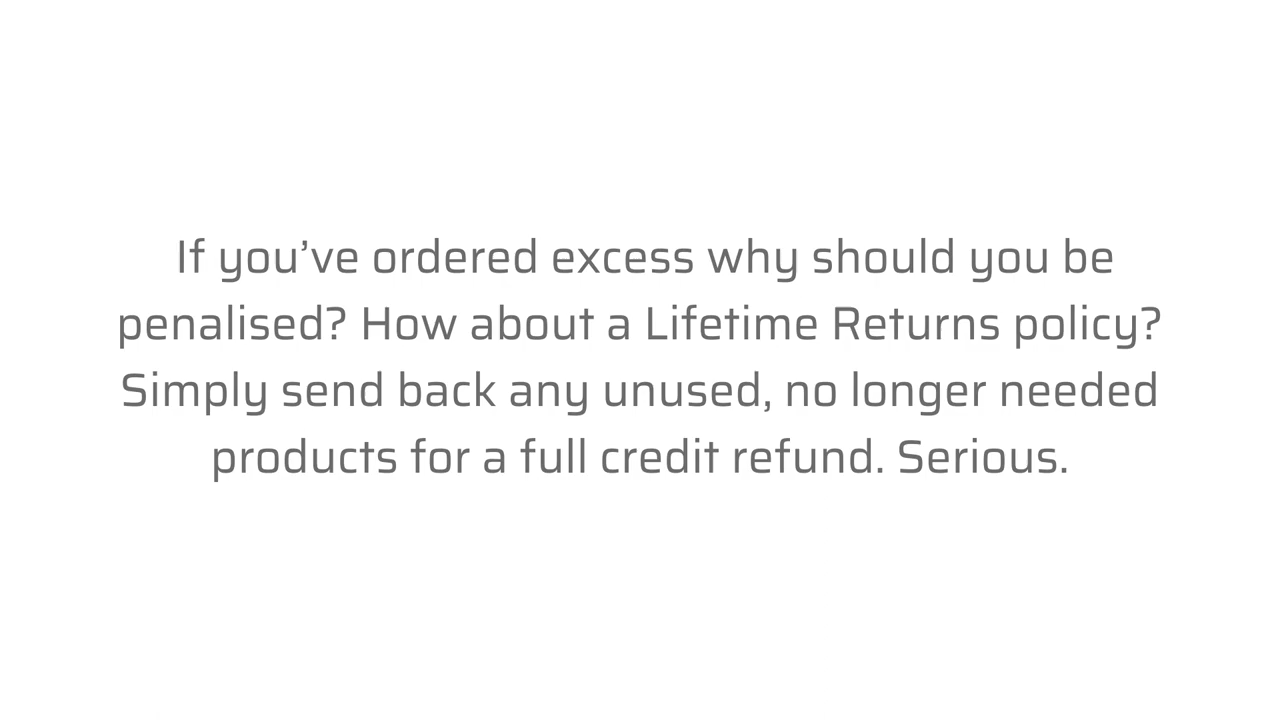 If you’ve ordered excess why should you be
penalised? How about a Lifetime Returns policy?
Simply send back any unused, no longer needed
products for a full credit refund. Serious.